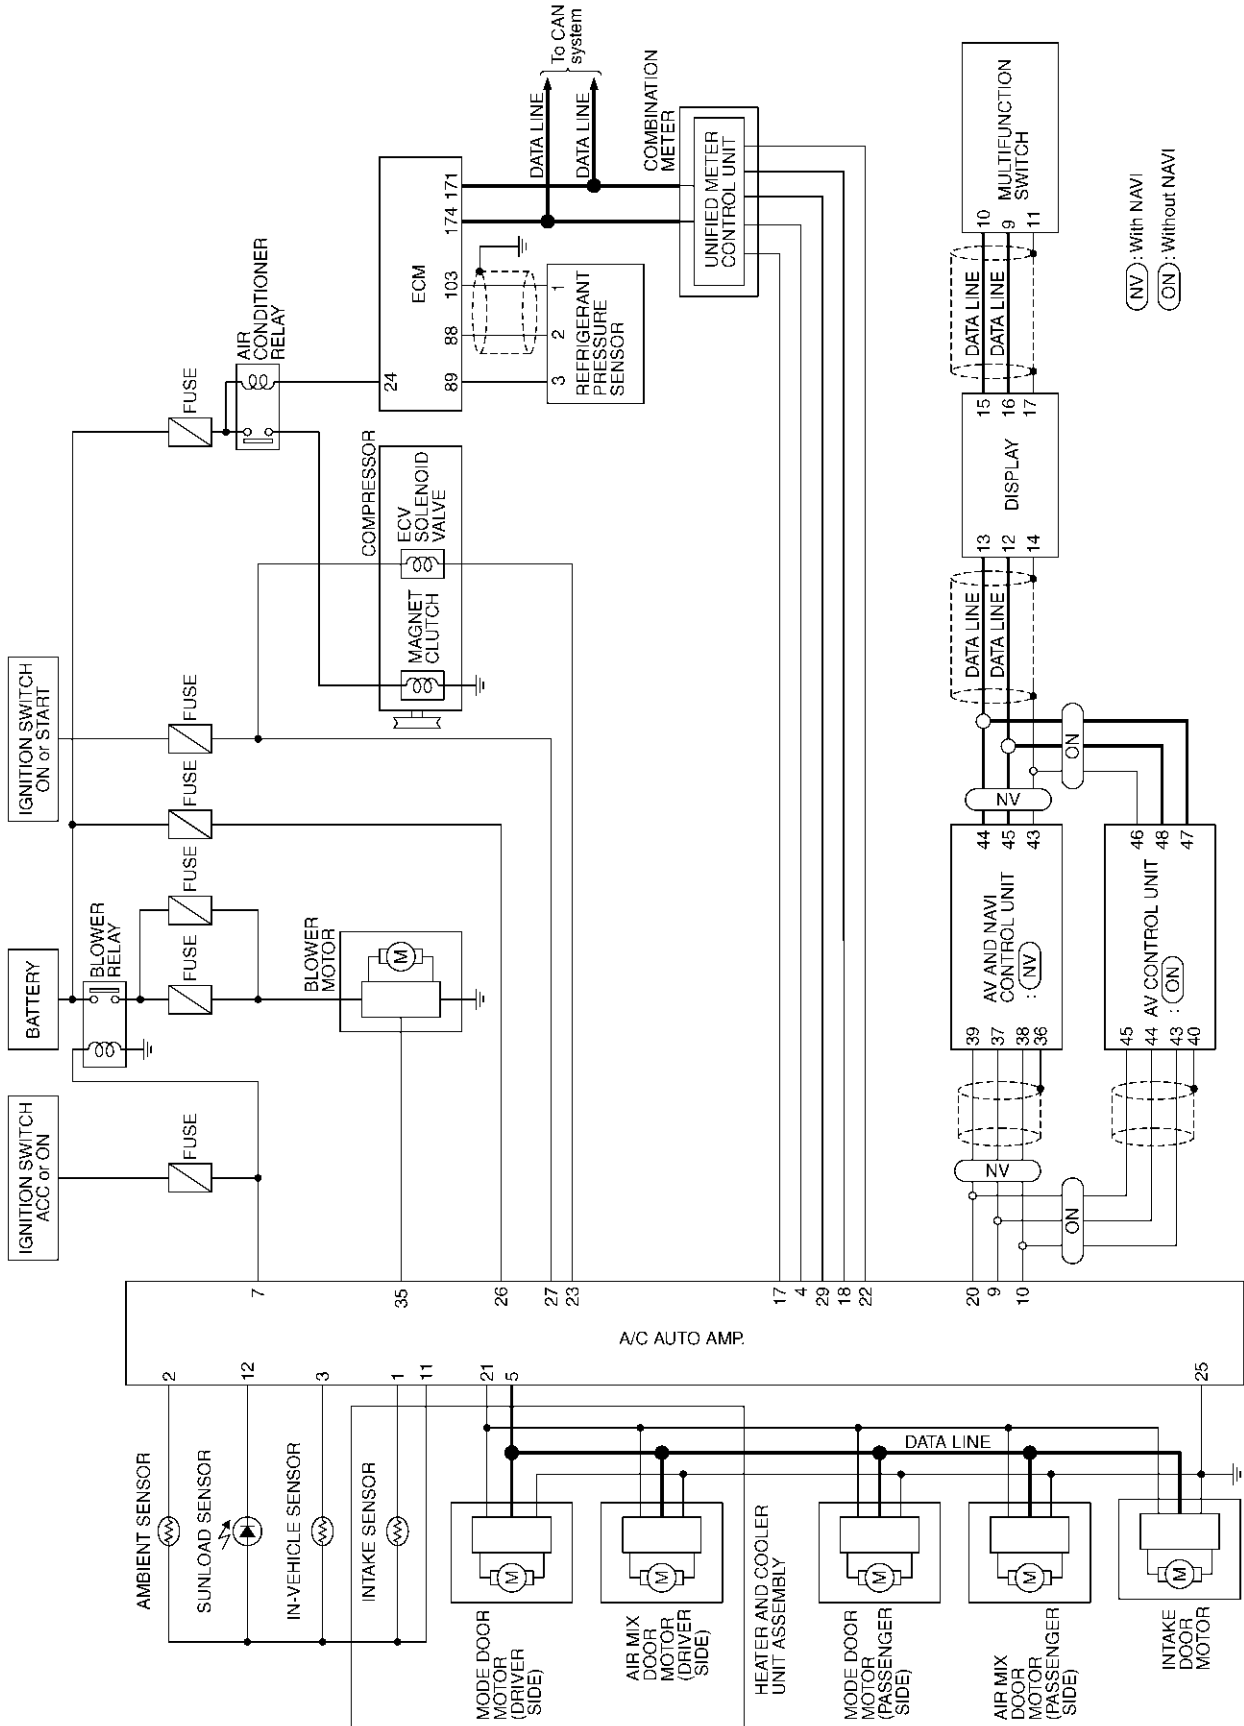 IGNITION SWITCH
ACC or ON
BATTERY
IGNITION SWITCH
ON or START
FUSE
BLOWER
RELAY
FUSE
FUSE
FUSE
FUSE
FUSE
AIR
CONDITIONER
RELAY
BLOWER
MOTOR
M
COMPRESSOR
MAGNET
CLUTCH
ECV
SOLENOID
VALVE
24
ECM
89
88
103
174
171
3
2
1
REFRIGERANT
PRESSURE
SENSOR
DATA LINE
DATA LINE
To CAN
system
COMBINATION
METER
UNIFIED METER
CONTROL UNIT
7
35
26
27
23
17
4
29
18
22
20
9
10
A/C AUTO AMP.
2
12
3
1
11
21
5
25
AMBIENT SENSOR
SUNLOAD SENSOR
IN-VEHICLE SENSOR
INTAKE SENSOR
DATA LINE
M
M
M
M
M
MODE DOOR
MOTOR
(DRIVER
SIDE)
AIR MIX
DOOR
MOTOR
(DRIVER
SIDE)
HEATER AND COOLER
UNIT ASSEMBLY
MODE DOOR
MOTOR
(PASSENGER
SIDE)
AIR MIX
DOOR
MOTOR
(PASSENGER
SIDE)
INTAKE
DOOR
MOTOR
NV
ON
39
37
38
36
AV AND NAVI
CONTROL UNIT
: NV
44
45
43
45
44
43
40
AV CONTROL UNIT
: ON
46
48
47
NV
ON
DATA LINE
DATA LINE
13
12
14
DISPLAY
15
16
17
DATA LINE
DATA LINE
10
9
11
MULTIFUNCTION
SWITCH
NV : With NAVI
ON : Without NAVI